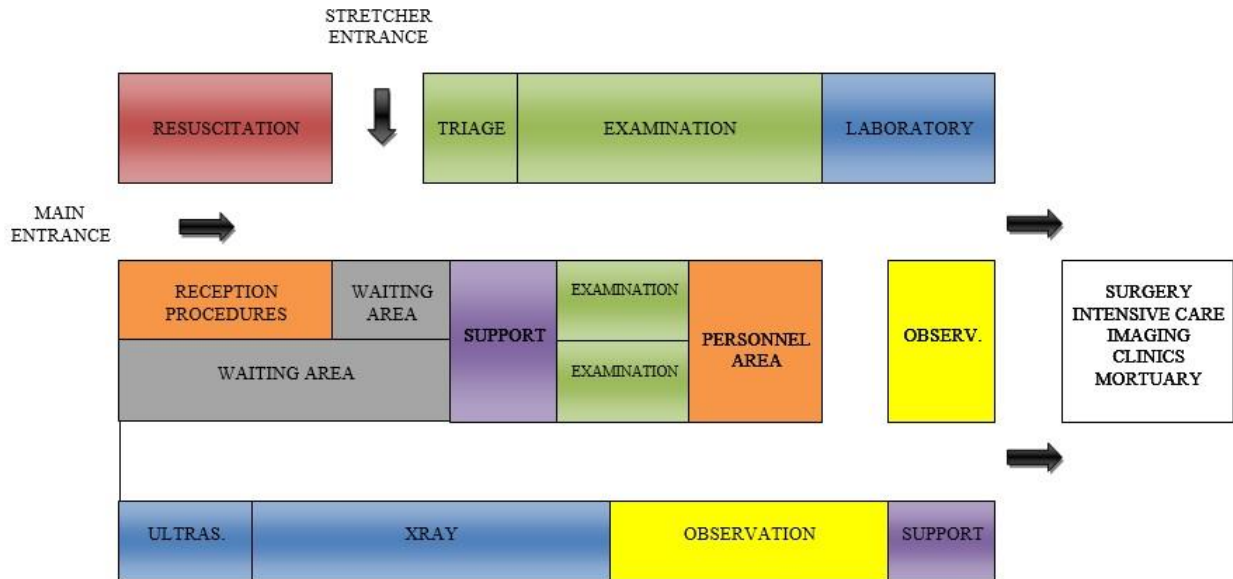 STRETCHER
ENTRANCE
RESUSCITATION
TRIAGE
EXAMINATION
LABORATORY
MAIN
ENTRANCE
RECEPTION
PROCEDURES
WAITING
AREA
WAITING AREA
SUPPORT
EXAMINATION
EXAMINATION
PERSONNEL
AREA
OBSERV.
SURGERY
INTENSIVE CARE
IMAGING
CLINICS
MORTUARY
ULTRAS.
XRAY
OBSERVATION
SUPPORT